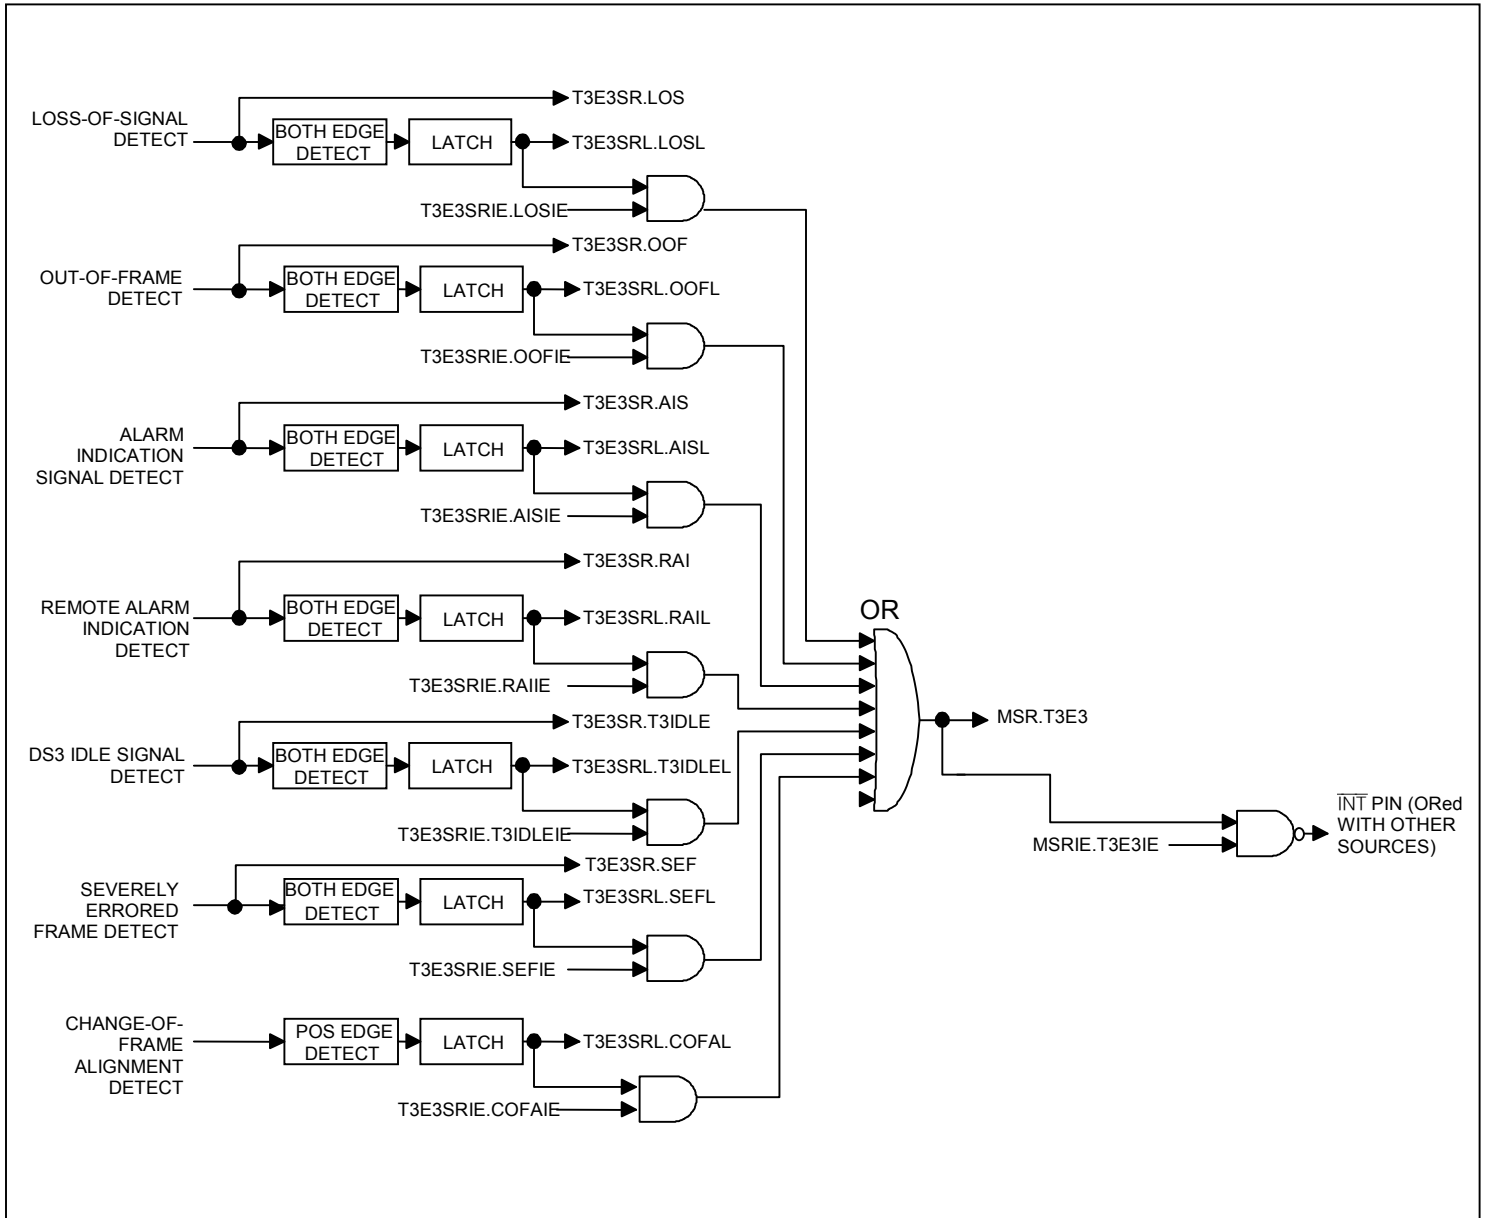 T3E3SR.LOS
LOSS-OF-SIGNAL
DETECT
BOTH EDGE
DETECT
LATCH
T3E3SRL.LOSL
T3E3SRIE.LOSIE
T3E3SR.OOF
OUT-OF-FRAME
DETECT
BOTH EDGE
DETECT
LATCH
T3E3SRL.OOFL
T3E3SRIE.OOFIE
T3E3SR.AIS
ALARM
INDICATION
SIGNAL DETECT
BOTH EDGE
DETECT
LATCH
T3E3SRL.AISL
T3E3SRIE.AISIE
T3E3SR.RAI
REMOTE ALARM
INDICATION
DETECT
BOTH EDGE
DETECT
LATCH
T3E3SRL.RAIL
T3E3SRIE.RAIIE
OR
T3E3SR.T3IDLE
DS3 IDLE SIGNAL
DETECT
BOTH EDGE
DETECT
LATCH
T3E3SRL.T3IDLEL
T3E3SRIE.T3IDLEIE
MSR.T3E3
MSRIE.T3E3IE
INT PIN (ORed
WITH OTHER
SOURCES)
T3E3SR.SEF
SEVERELY
ERRORED
FRAME DETECT
BOTH EDGE
DETECT
LATCH
T3E3SRL.SEFL
T3E3SRIE.SEFIE
CHANGE-OF-
FRAME
ALIGNMENT
DETECT
POS EDGE
DETECT
LATCH
T3E3SRL.COFAL
T3E3SRIE.COFAIE